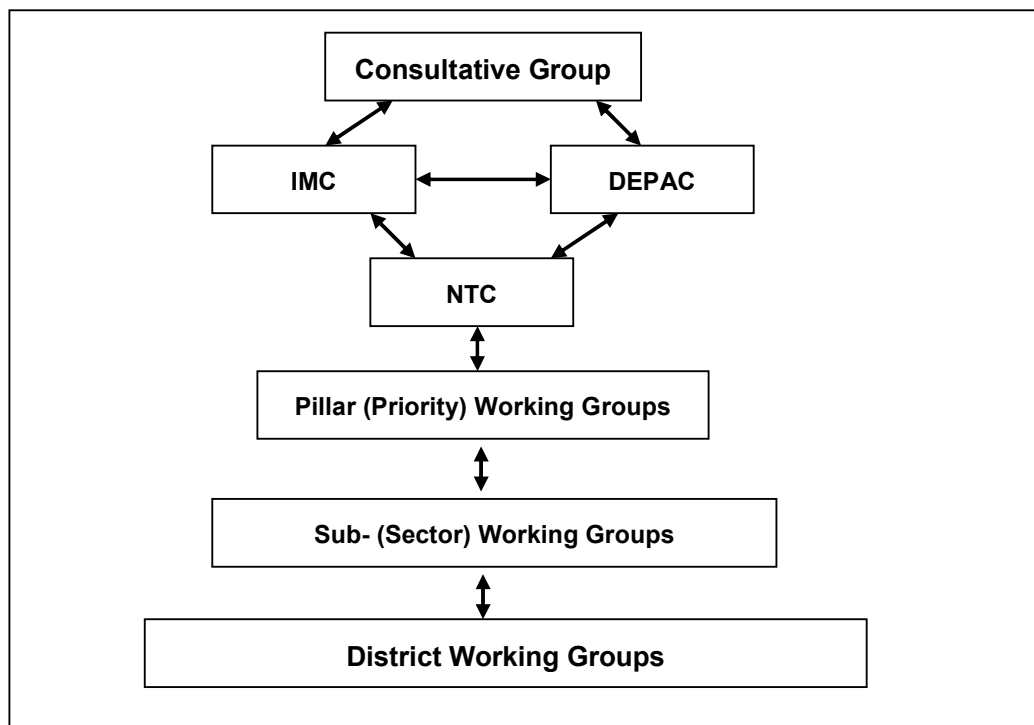 Consultative Group
IMC
DEPAC
NTC
Pillar (Priority) Working Groups
Sub- (Sector) Working Groups
District Working Groups